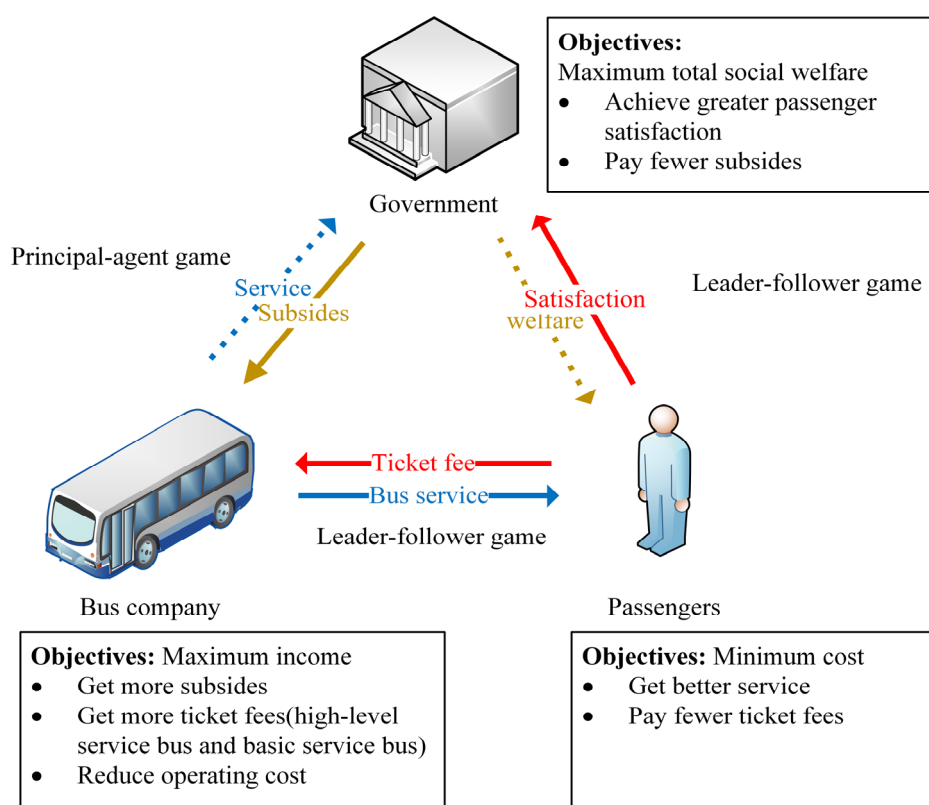 Objectives:
Maximum total social welfare
• Achieve greater passenger
satisfaction
• Pay fewer subsides
Government
Principal-agent game
Leader-follower game
Service
Subsides
Satisfaction
welfare
Ticket fee
Bus service
Leader-follower game
Bus company
Passengers
Objectives: Maximum income
• Get more subsides
• Get more ticket fees(high-level
service bus and basic service bus)
• Reduce operating cost
Objectives: Minimum cost
• Get better service
• Pay fewer ticket fees